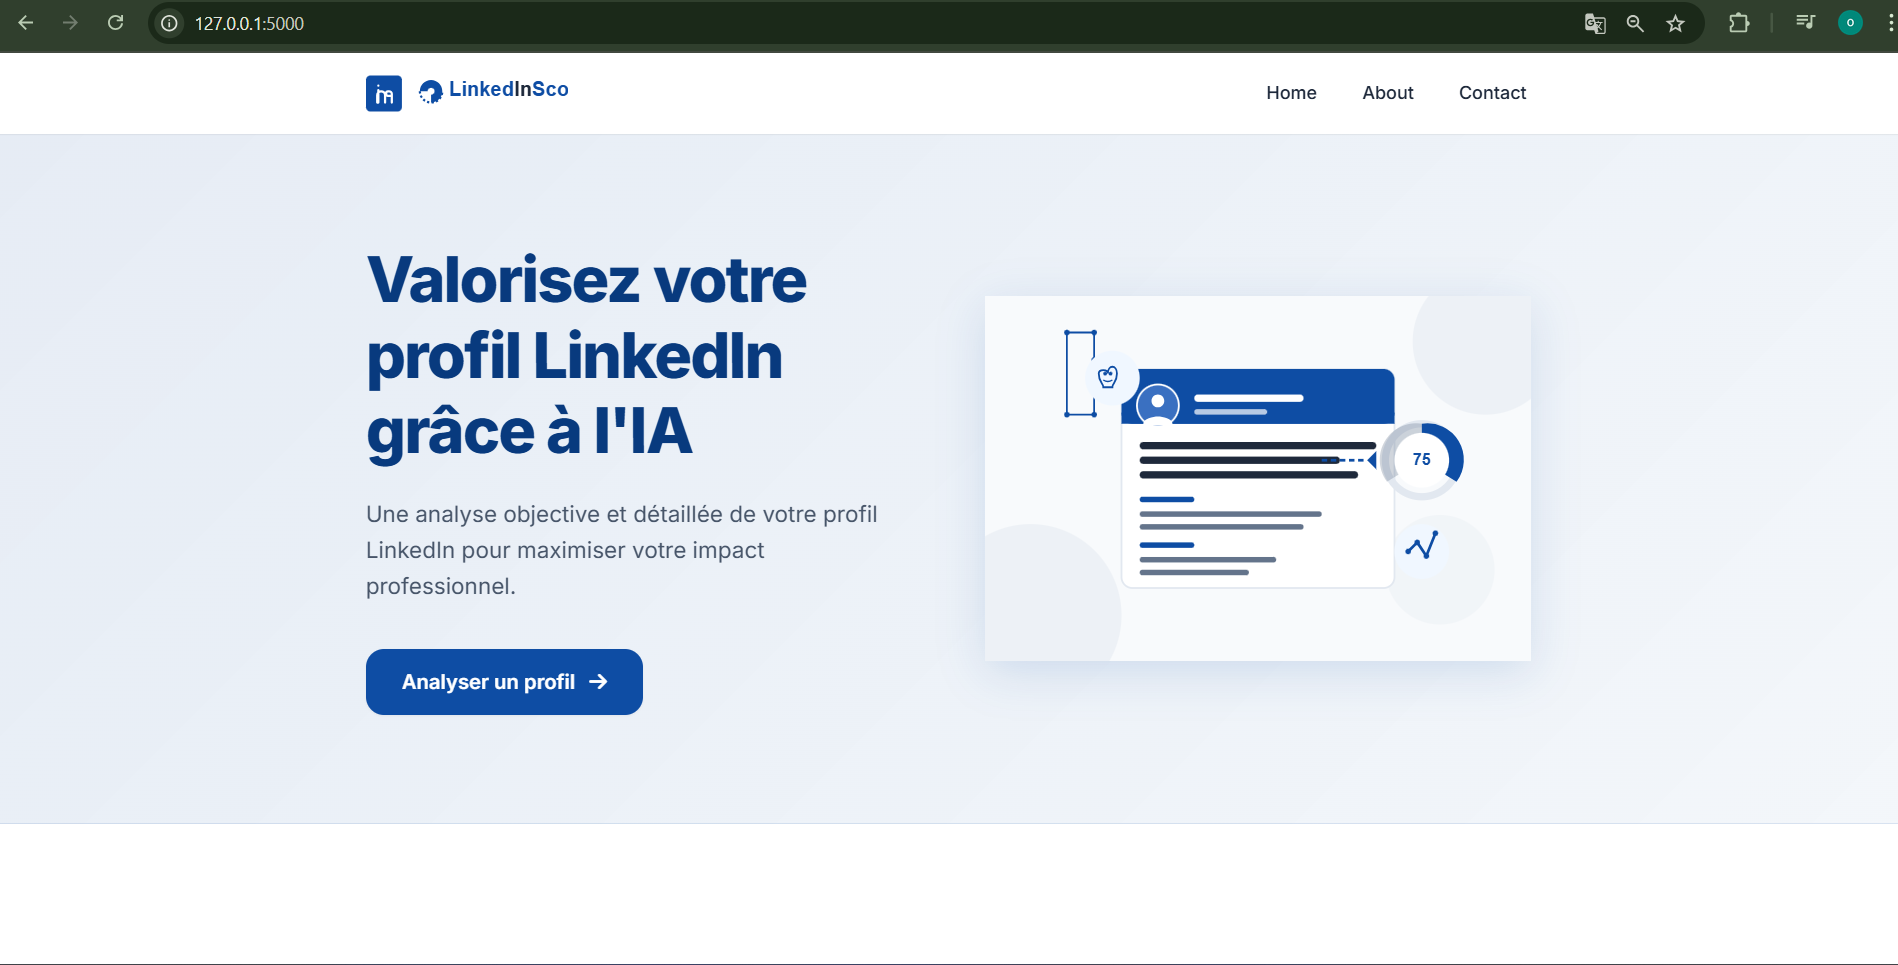 127.0.0.1:5000
LinkedInSco
Home
About
Contact
Valorisez votre
profil LinkedIn
grâce à l'IA
Une analyse objective et détaillée de votre profil
LinkedIn pour maximiser votre impact
professionnel.
Analyser un profil
75